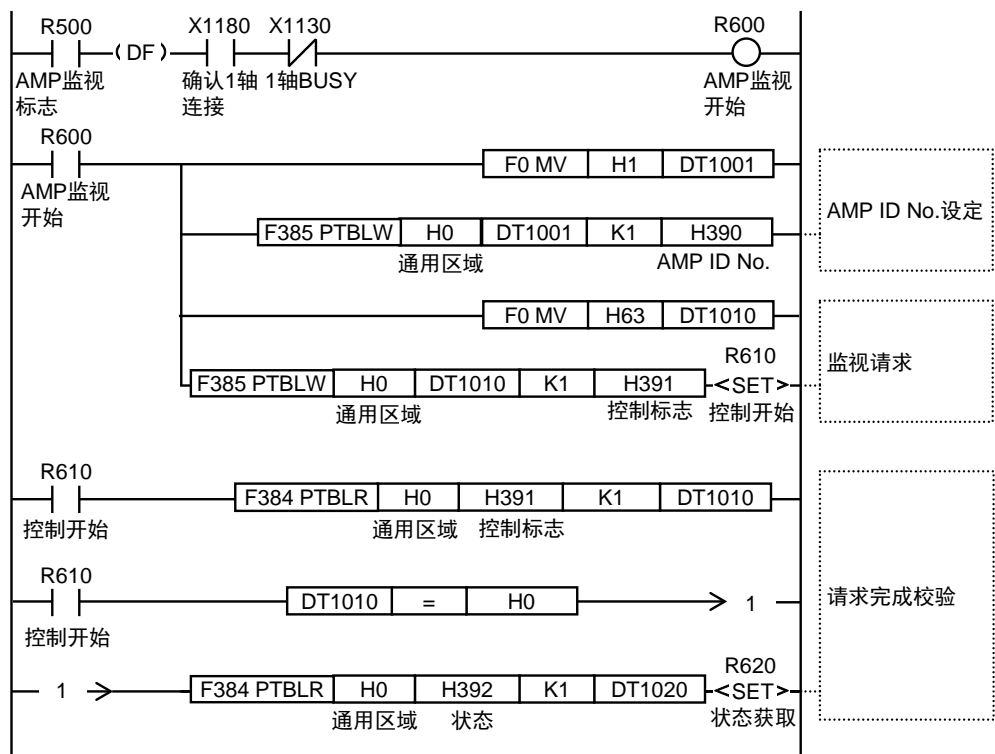 R500 X1180 X1130 R600
( DF )
AMP监视 确认1轴 1轴BUSY AMP监视
标志 连接 开始
R600
F0 MV H1 DT1001
AMP监视
开始
AMP ID No.设定
F385 PTBLW H0 DT1001 K1 H390
通用区域 AMP ID No.
F0 MV H63 DT1010
R610
监视请求
F385 PTBLW H0 DT1010 K1 H391 <SET>
通用区域 控制标志 控制开始
R610
F384 PTBLR H0 H391 K1 DT1010
控制开始 通用区域 控制标志
R610
DT1010 = H0 1
请求完成校验
控制开始
R620
1 F384 PTBLR H0 H392 K1 DT1020 <SET>
通用区域 状态 状态获取